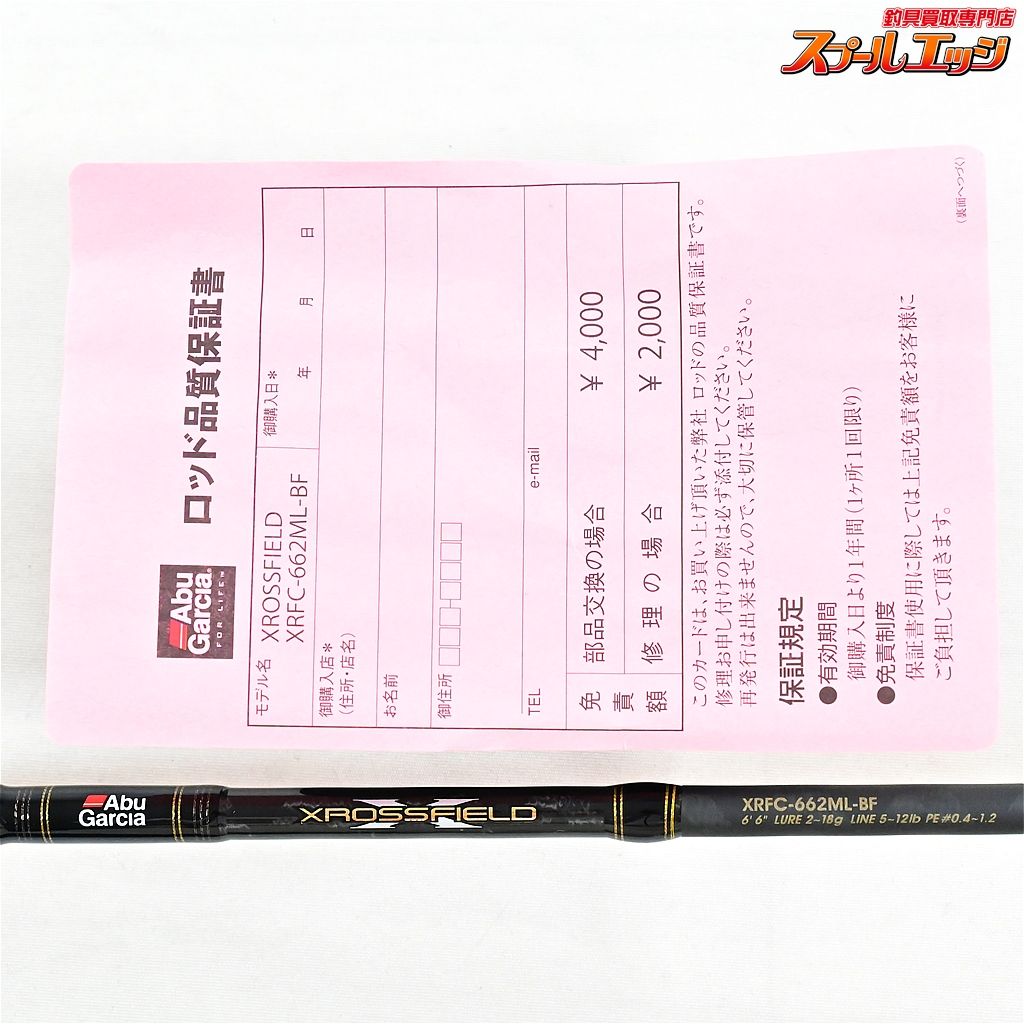 釣具買取専門店
スプールエッジ
Abu
Garcia®
FOR LIFE™
ロッド品質保証書
モデル名 XROSSFIELD
XRFC-662ML-BF
御購入日*
年 月 日
御購入店*
(住所・店名)
お名前
御住所
TEL
e-mail
免責額
部品交換の場合 ¥ 4,000
修理の場合 ¥ 2,000
このカードは、お買い上げ頂いた弊社 ロッドの品質保証書です。
修理お申し付けの際は必ず添付してください。
再発行は出来ませんので、大切に保管してください。
保証規定
●有効期間
御購入日より1年間(1ヶ所1回限り)
●免責制度
保証書使用に際しては上記免責額をお客様に
ご負担して頂きます。
(裏面へつづく)
Abu
Garcia
XROSSFIELD
X
XRFC-662ML-BF
6'6" LURE 2~18g LINE 5~12lb PE#0.4~1.2